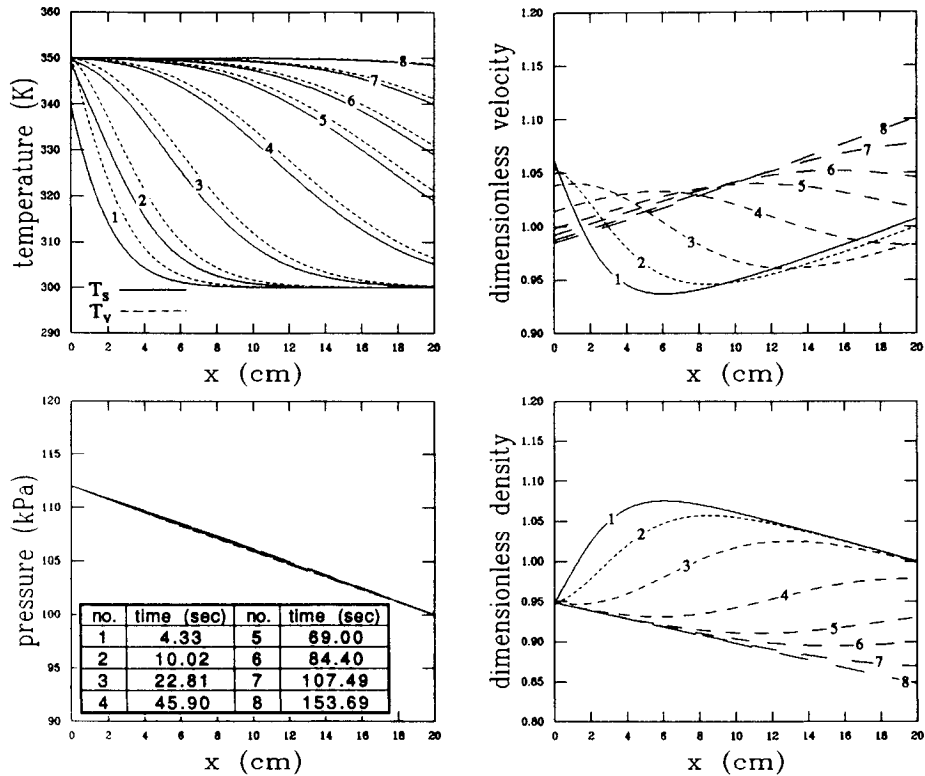 temperature (K)
360
350
340
330
320
310
300
290
1
2
3
4
5
6
7
8
T_s
T_v
0 2 4 6 8 10 12 14 16 18 20
x (cm)
dimensionless velocity
1.20
1.15
1.10
1.05
1.00
0.95
0.90
1
2
3
4
5
6
7
8
0 2 4 6 8 10 12 14 16 18 20
x (cm)
pressure (kPa)
120
115
110
105
100
95
90
no. time (sec) no. time (sec)
1 4.33 5 69.00
2 10.02 6 84.40
3 22.81 7 107.49
4 45.90 8 153.69
0 2 4 6 8 10 12 14 16 18 20
x (cm)
dimensionless density
1.20
1.15
1.10
1.05
1.00
0.95
0.90
0.85
0.80
1
2
3
4
5
6
7
8
0 2 4 6 8 10 12 14 16 18 20
x (cm)